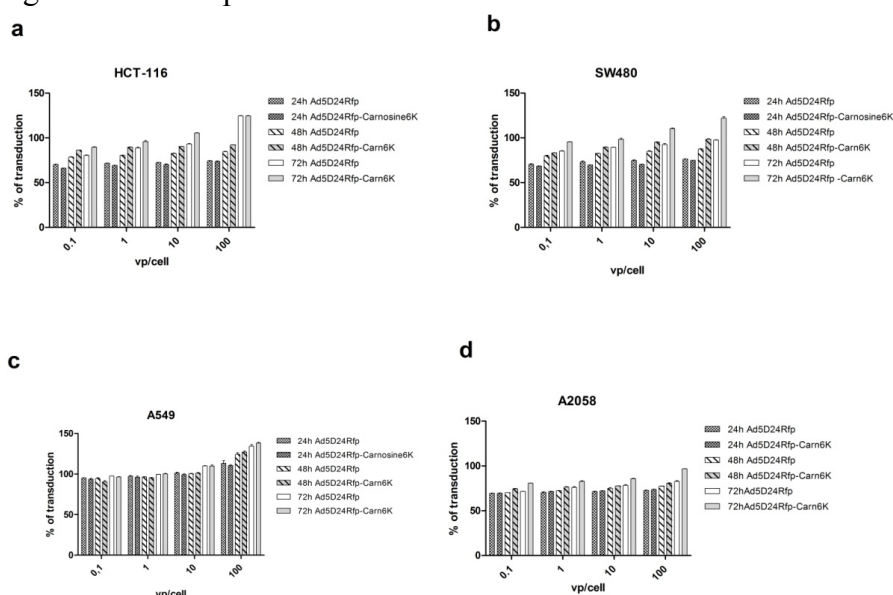 a
HCT-116
% of transduction
150
100
50
0
0.1
1
10
100
vp/cell
24h Ad5D24Rfp
24h Ad5D24Rfp-Carnosine6K
48h Ad5D24Rfp
48h Ad5D24Rfp-Carn6K
72h Ad5D24Rfp
72h Ad5D24Rfp-Carn6K
b
SW480
% of transduction
150
100
50
0
0,1
1
10
100
vp/cell
24h Ad5D24Rfp
24h Ad5D24Rfp-Carnosine6K
48h Ad5D24Rfp
48h Ad5D24Rfp-Carn6K
72h Ad5D24Rfp
72h Ad5D24Rfp -Carn6K
c
A549
% of transduction
150
100
50
0
0,1
1
10
100
vp/cell
24h Ad5D24Rfp
24h Ad5D24Rfp-Carnosine6K
48h Ad5D24Rfp
48h Ad5D24Rfp-Carn6K
72h Ad5D24Rfp
72h Ad5D24Rfp-Carn6K
d
A2058
% of transduction
150
100
50
0
0.1
1
10
100
vp/cell
24h Ad5D24Rfp
24h Ad5D24Rfp-Carn6K
48h Ad5D24Rfp
48h Ad5D24Rfp-Carn6K
72hAd5D24Rfp
72hAd5D24Rfp-Carn6K